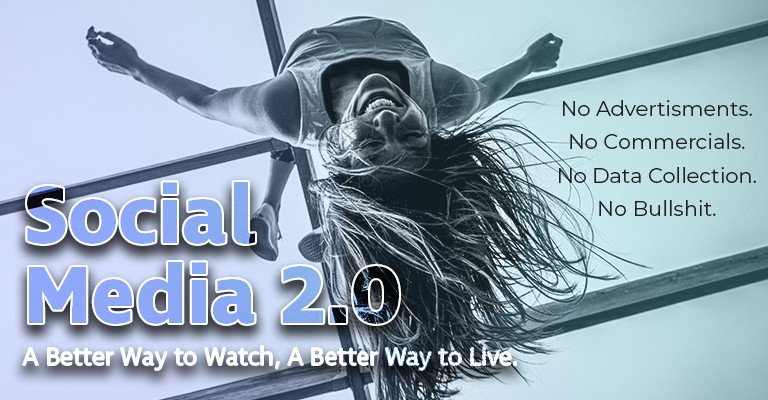 No Advertisments.
No Commercials.
No Data Collection.
No Bullshit.
Social
Media 2.0
A Better Way to Watch, A Better Way to Live.